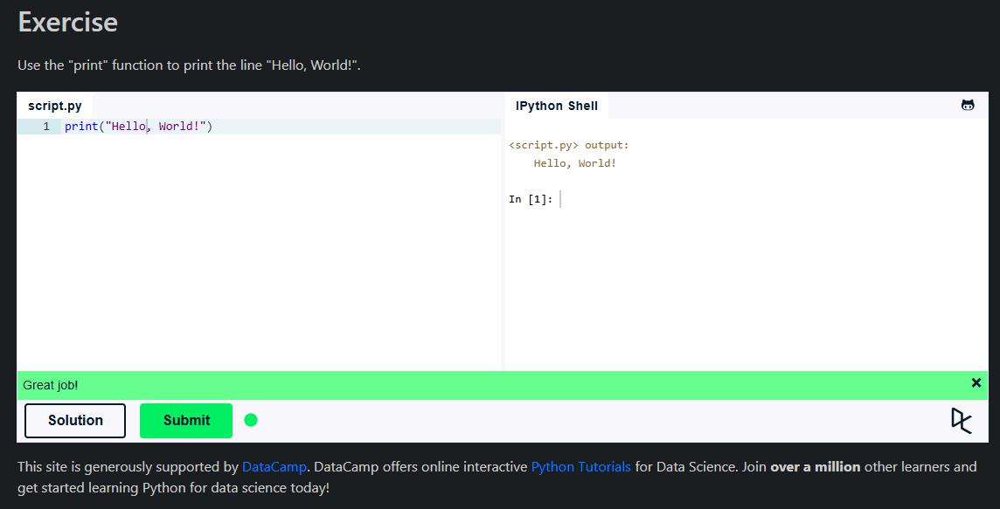 Exercise
Use the "print" function to print the line "Hello, World!".
script.py
1 print("Hello, World!")
IPython Shell
<script.py> output:
Hello, World!
In [1]:
Great job!
Solution
Submit
This site is generously supported by DataCamp. DataCamp offers online interactive Python Tutorials for Data Science. Join over a million other learners and
get started learning Python for data science today!